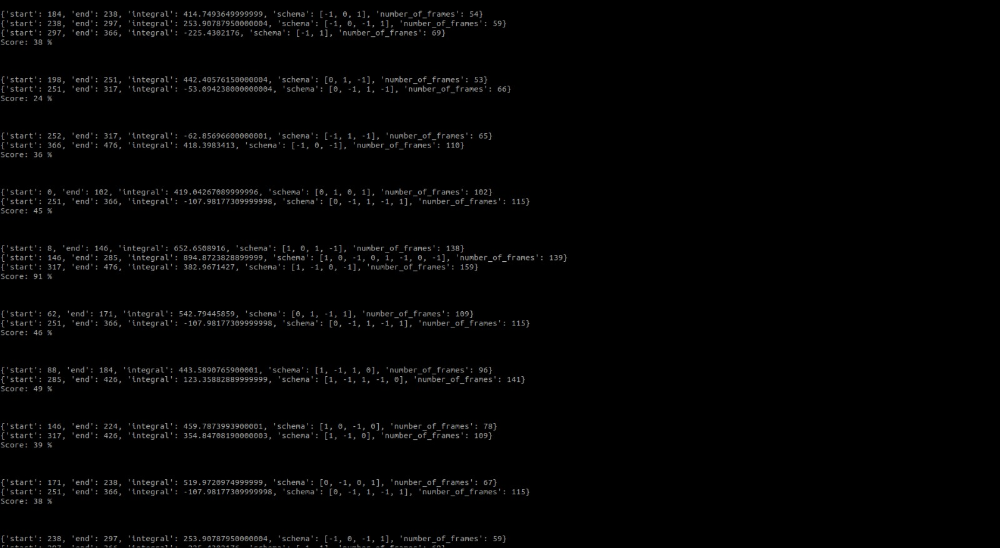 {'start': 184, 'end': 238, 'integral': 414.7493649999999, 'schema': [-1, 0, 1], 'number_of_frames': 54}
{'start': 238, 'end': 297, 'integral': 253.90787950000004, 'schema': [-1, 0, -1, 1], 'number_of_frames': 59}
{'start': 297, 'end': 366, 'integral': -225.4302176, 'schema': [-1, 1], 'number_of_frames': 69}
Score: 38 %
{'start': 198, 'end': 251, 'integral': 442.40576150000004, 'schema': [0, 1, -1], 'number_of_frames': 53}
{'start': 251, 'end': 317, 'integral': -53.094238000000004, 'schema': [0, -1, 1, -1], 'number_of_frames': 66}
Score: 24 %
{'start': 252, 'end': 317, 'integral': -62.85696600000001, 'schema': [-1, 1, -1], 'number_of_frames': 65}
{'start': 366, 'end': 476, 'integral': 418.3983413, 'schema': [-1, 0, -1], 'number_of_frames': 110}
Score: 36 %
{'start': 0, 'end': 102, 'integral': 419.04267089999996, 'schema': [0, 1, 0, 1], 'number_of_frames': 102}
{'start': 251, 'end': 366, 'integral': -107.98177309999998, 'schema': [0, -1, 1, -1, 1], 'number_of_frames': 115}
Score: 45 %
{'start': 8, 'end': 146, 'integral': 652.6508916, 'schema': [1, 0, 1, -1], 'number_of_frames': 138}
{'start': 146, 'end': 285, 'integral': 894.8723828899999, 'schema': [1, 0, -1, 0, 1, -1, 0, -1], 'number_of_frames': 139}
{'start': 317, 'end': 476, 'integral': 382.9671427, 'schema': [1, -1, 0, -1], 'number_of_frames': 159}
Score: 91 %
{'start': 62, 'end': 171, 'integral': 542.79445859, 'schema': [0, 1, -1, 1], 'number_of_frames': 109}
{'start': 251, 'end': 366, 'integral': -107.98177309999998, 'schema': [0, -1, 1, -1, 1], 'number_of_frames': 115}
Score: 46 %
{'start': 88, 'end': 184, 'integral': 443.5890765900001, 'schema': [1, -1, 1, 0], 'number_of_frames': 96}
{'start': 285, 'end': 426, 'integral': 123.35882889999999, 'schema': [1, -1, 1, -1, 0], 'number_of_frames': 141}
Score: 49 %
{'start': 146, 'end': 224, 'integral': 459.7873993900001, 'schema': [1, 0, -1, 0], 'number_of_frames': 78}
{'start': 317, 'end': 426, 'integral': 354.84708190000003, 'schema': [1, -1, 0], 'number_of_frames': 109}
Score: 39 %
{'start': 171, 'end': 238, 'integral': 519.9720974999999, 'schema': [0, -1, 0, 1], 'number_of_frames': 67}
{'start': 251, 'end': 366, 'integral': -107.98177309999998, 'schema': [0, -1, 1, -1, 1], 'number_of_frames': 115}
Score: 38 %
{'start': 238, 'end': 297, 'integral': 253.90787950000004, 'schema': [-1, 0, -1, 1], 'number_of_frames': 59}
{'start': 297, 'end': 366, 'integral': -225.4302176, 'schema': [-1, 1], 'number_of_frames': 69}